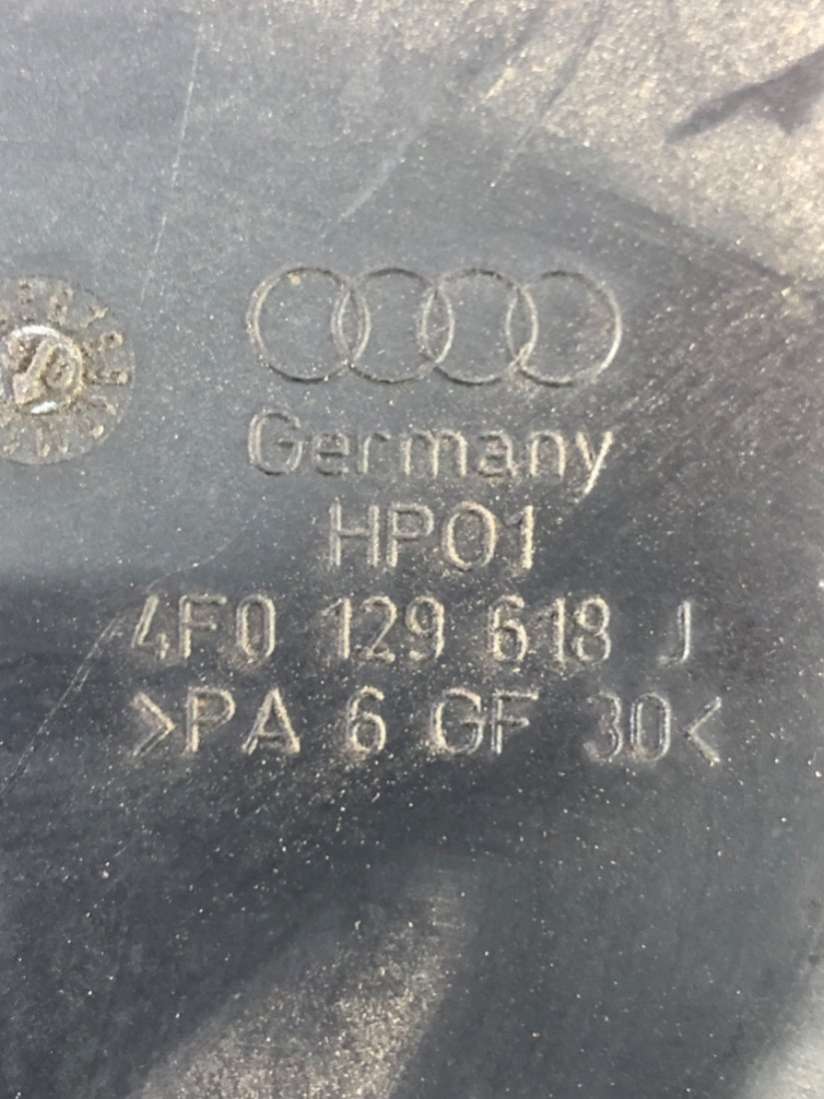 Germany
HP01
4F0 129 618 J
>PA 6 GF 30<